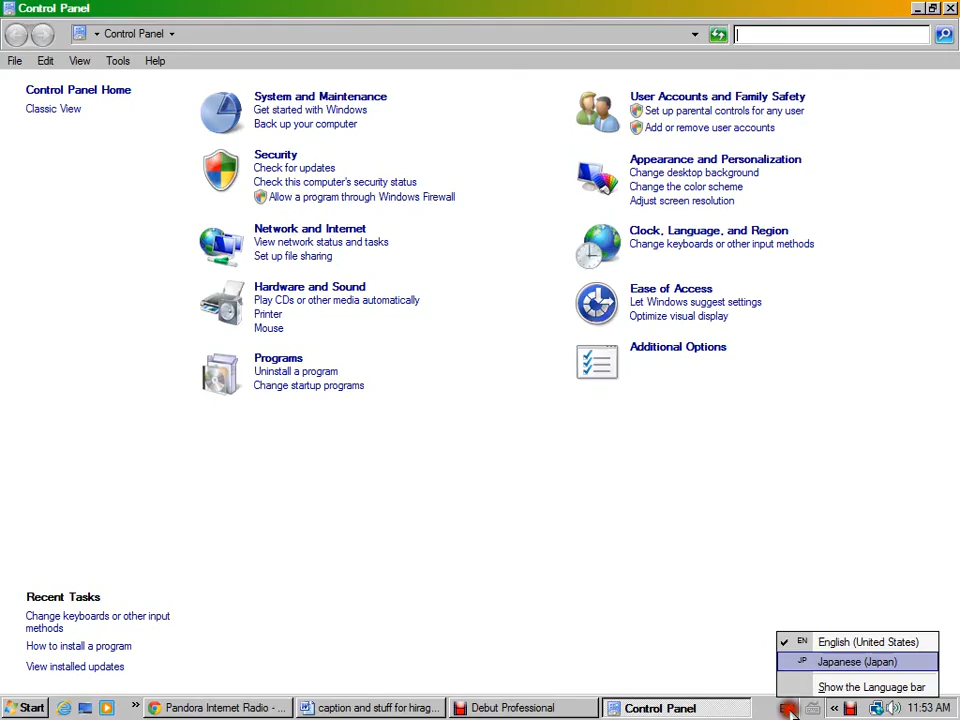 Control Panel
Control Panel
File Edit View Tools Help
Control Panel Home
Classic View
System and Maintenance
Get started with Windows
Back up your computer
Security
Check for updates
Check this computer's security status
Allow a program through Windows Firewall
Network and Internet
View network status and tasks
Set up file sharing
Hardware and Sound
Play CDs or other media automatically
Printer
Mouse
Programs
Uninstall a program
Change startup programs
User Accounts and Family Safety
Set up parental controls for any user
Add or remove user accounts
Appearance and Personalization
Change desktop background
Change the color scheme
Adjust screen resolution
Clock, Language, and Region
Change keyboards or other input methods
Ease of Access
Let Windows suggest settings
Optimize visual display
Additional Options
Recent Tasks
Change keyboards or other input
methods
How to install a program
View installed updates
EN English (United States)
JP Japanese (Japan)
Show the Language bar
Start
Pandora Internet Radio - ...
caption and stuff for hirag...
Debut Professional
Control Panel
11:53 AM